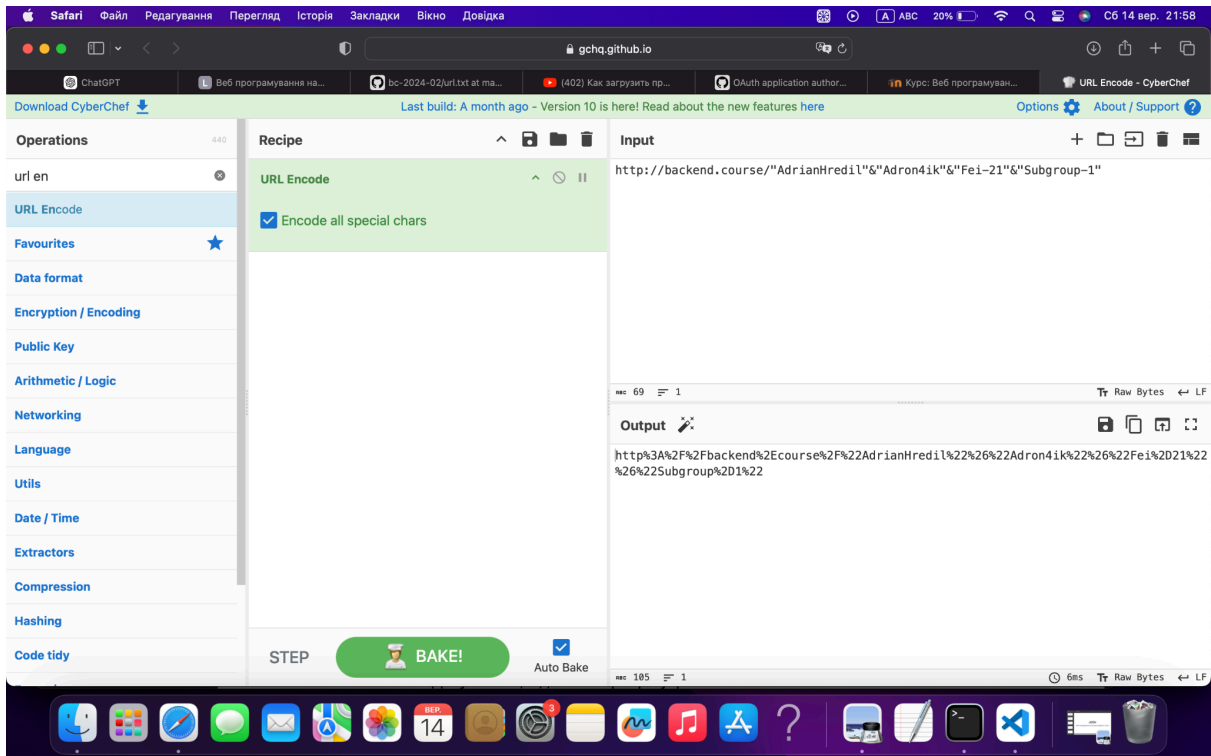 Safari Файл Редагування Перегляд Історія Закладки Вікно Довідка A ABC 20% Сб 14 вер. 21:58
gchq.github.io
ChatGPT L Веб програмування на... bc-2024-02/url.txt at ma... (402) Как загрузить пр... OAuth application author... Курс: Веб програмуван... URL Encode - CyberChef
Download CyberChef Last build: A month ago - Version 10 is here! Read about the new features here Options About / Support ?
Operations 440 Recipe Input
url en
URL Encode
http://backend.course/"AdrianHredil"&"Adron4ik"&"Fei-21"&"Subgroup-1"
URL Encode
Encode all special chars
Favourites
Data format
Encryption / Encoding
Public Key
Arithmetic / Logic
Networking
Language
Utils
Date / Time
Extractors
Compression
Hashing
Code tidy
STEP BAKE! Auto Bake
ABC 69 1 Tт Raw Bytes LF
Output
http%3A%2F%2Fbackend%2Ecourse%2F%22AdrianHredil%22%26%22Adron4ik%22%26%22Fei%2D21%22
%26%22Subgroup%2D1%22
ABC 105 1 6ms Tт Raw Bytes LF
ВЕР.
14
3